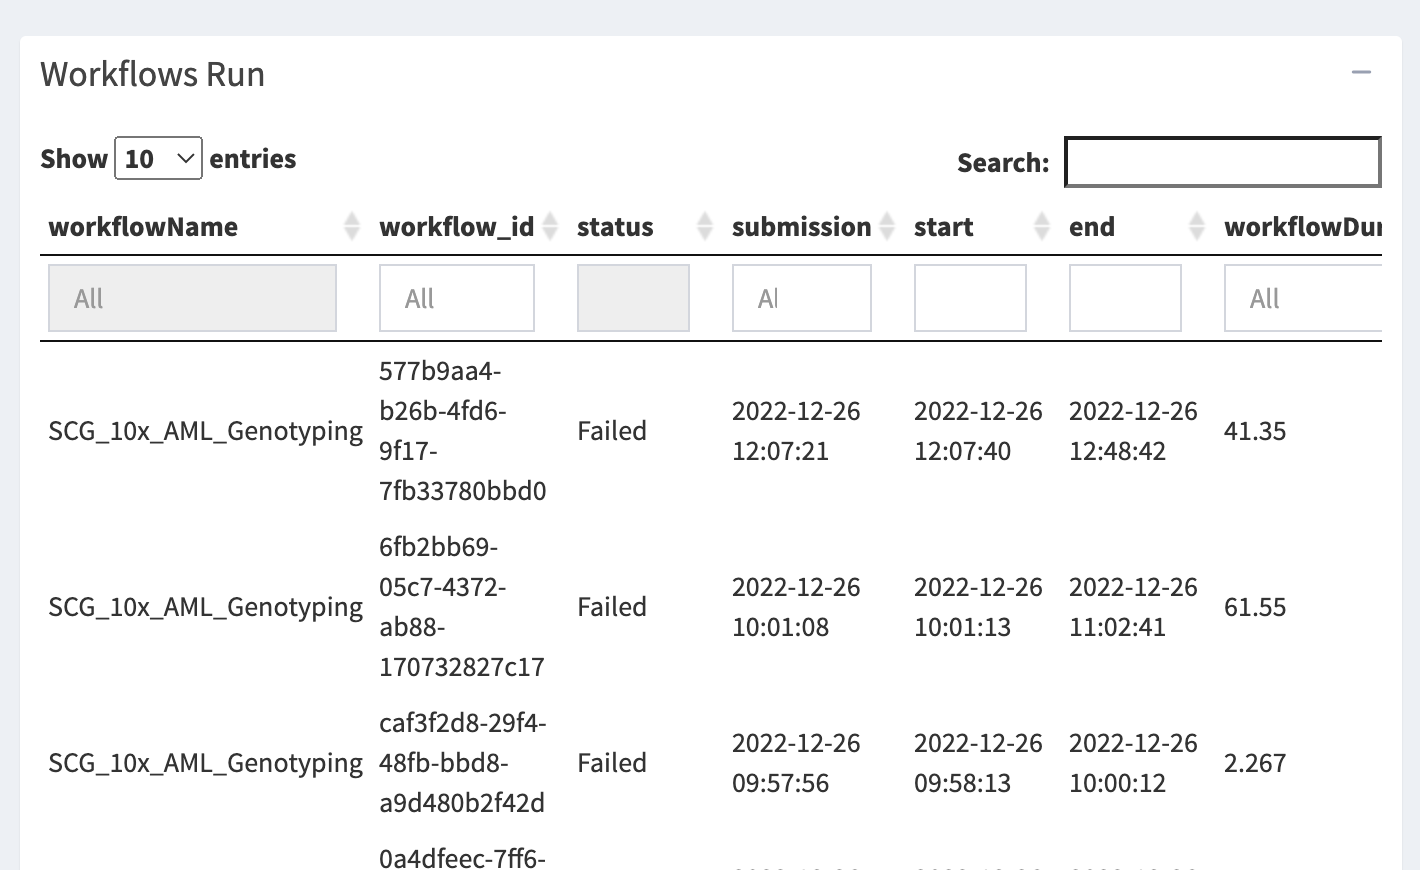 Workflows Run
Show 10 entries
Search:
workflowName workflow_id status submission start end workflowDur
All All Al All
577b9aa4-
b26b-4fd6-
9f17-
7fb33780bbd0
SCG_10x_AML_Genotyping
Failed
2022-12-26
12:07:21
2022-12-26
12:07:40
2022-12-26
12:48:42
41.35
6fb2bb69-
05c7-4372-
ab88-
170732827c17
SCG_10x_AML_Genotyping
Failed
2022-12-26
10:01:08
2022-12-26
10:01:13
2022-12-26
11:02:41
61.55
caf3f2d8-29f4-
48fb-bbd8-
a9d480b2f42d
SCG_10x_AML_Genotyping
Failed
2022-12-26
09:57:56
2022-12-26
09:58:13
2022-12-26
10:00:12
2.267
0a4dfeec-7ff6-